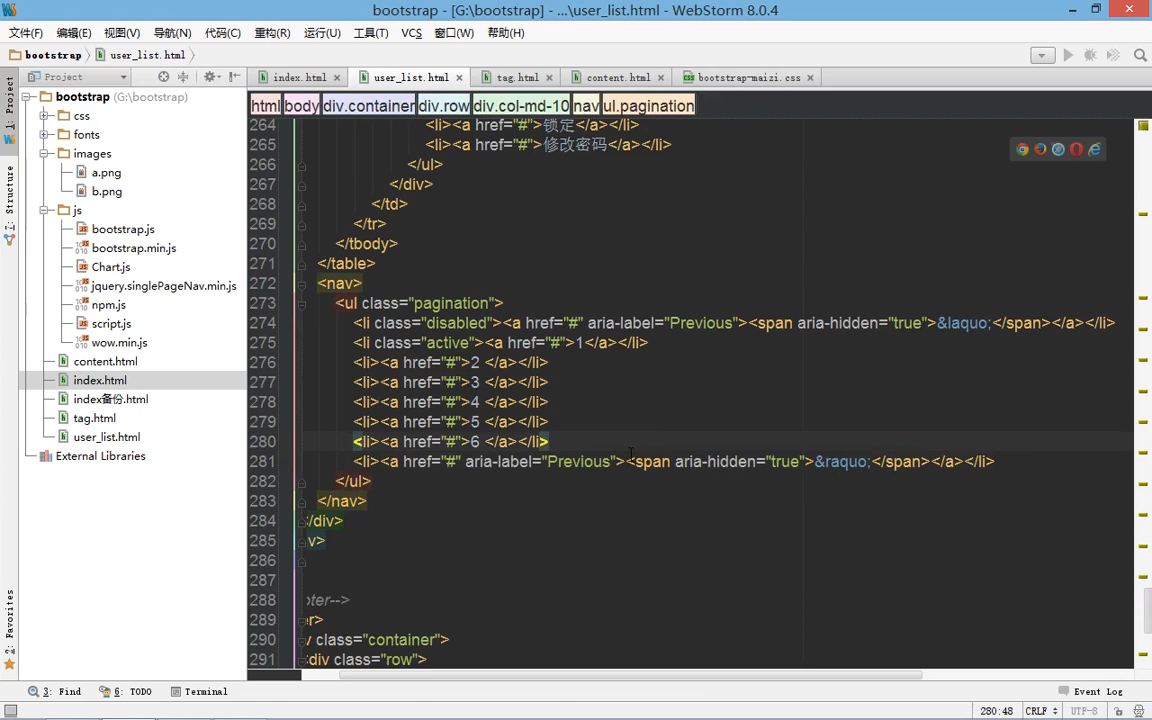 bootstrap - [G:\bootstrap] - ...\user_list.html - WebStorm 8.0.4
文件(F) 编辑(E) 视图(V) 导航(N) 代码(C) 重构(R) 运行(U) 工具(T) VCS 窗口(W) 帮助(H)
bootstrap user_list.html
1: Project
Z: Structure
2: Favorites
Project
bootstrap (G:\bootstrap)
css
fonts
images
a.png
b.png
js
bootstrap.js
bootstrap.min.js
Chart.js
jquery.singlePageNav.min.js
npm.js
script.js
wow.min.js
content.html
index.html
index备份.html
tag.html
user_list.html
External Libraries
index.html user_list.html tag.html content.html bootstrap-maizi.css
html body div.container div.row div.col-md-10 nav ul.pagination
264 <li><a href="#">锁定</a></li>
265 <li><a href="#">修改密码</a></li>
266 </ul>
267 </div>
268 </td>
269 </tr>
270 </tbody>
271 </table>
272 <nav>
273 <ul class="pagination">
274 <li class="disabled"><a href="#" aria-label="Previous"><span aria-hidden="true">&laquo;</span></a></li>
275 <li class="active"><a href="#">1</a></li>
276 <li><a href="#">2 </a></li>
277 <li><a href="#">3 </a></li>
278 <li><a href="#">4 </a></li>
279 <li><a href="#">5 </a></li>
280 <li><a href="#">6 </a></li>
281 <li><a href="#" aria-label="Previous"><span aria-hidden="true">&raquo;</span></a></li>
282 </ul>
283 </nav>
284 /div>
285 v>
286
287
288 oter-->
289 er>
290 v class="container">
291 <div class="row">
3: Find 6: TODO Terminal Event Log
280:48 CRLF UTF-8